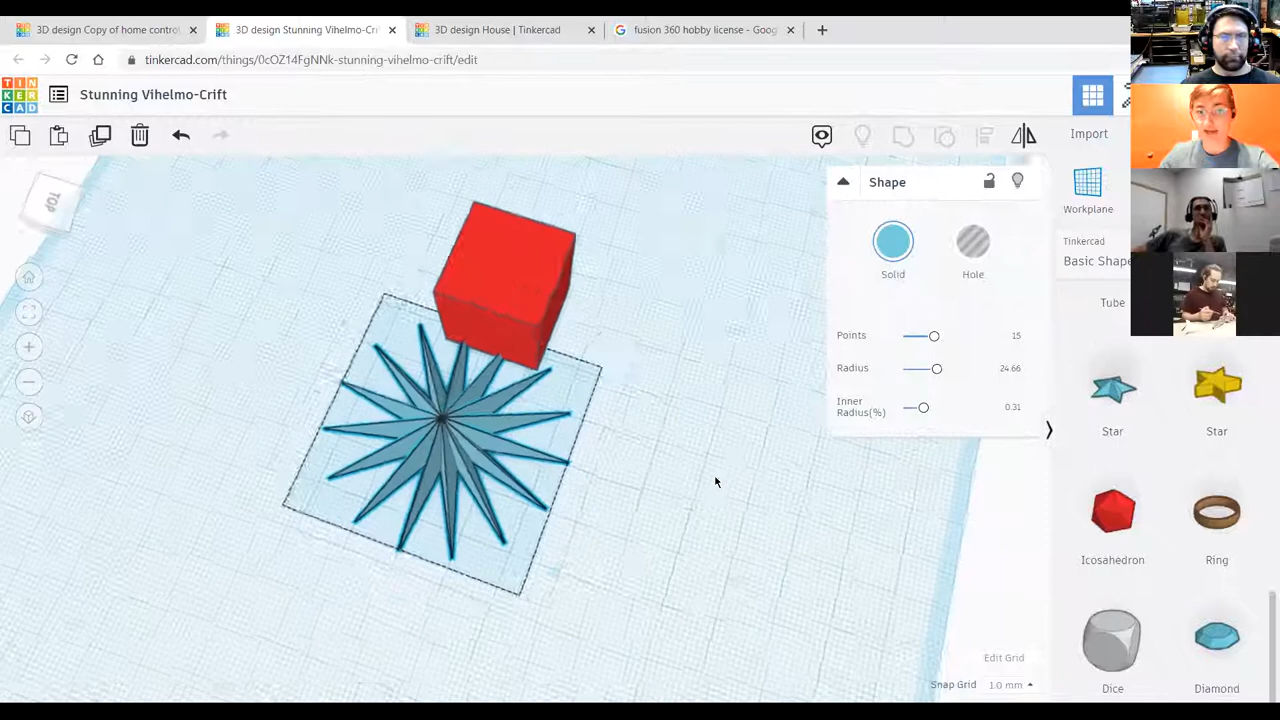 3D design Copy of home control
3D design Stunning Vihelmo-Cri
3D
House | Tinkercad
fusion 360 hobby license - Goog
tinkercad.com/things/0cOZ14FgNNk-stunning-vihelmo-crift/edit
TIN
KER
CAD
Stunning Vihelmo-Crift
Import
TOP
Shape
Workplane
Solid
Hole
Tinkercad
Basic Shape
Tube
Points
15
Radius
24.66
Inner
Radius(%)
0.31
Star
Star
Icosahedron
Ring
Edit Grid
Snap Grid
1.0 mm
Dice
Diamond